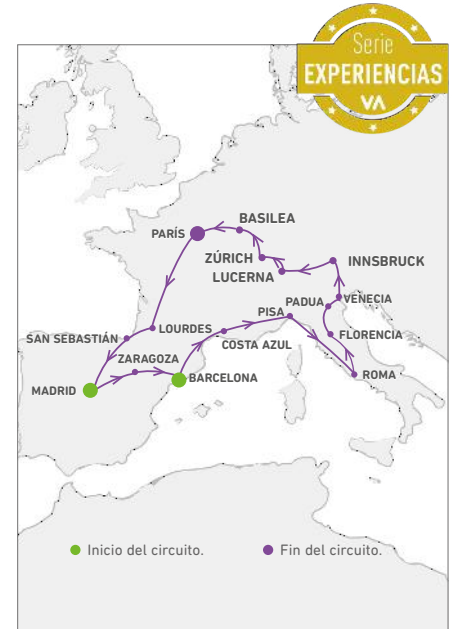 Serie
EXPERIENCIAS
VA
BASILEA
PARÍS
ZÚRICH
INNSBRUCK
LUCERNA
PADUA
VENECIA
PISA
LOURDES
SAN SEBASTIÁN
FLORENCIA
COSTA AZUL
ZARAGOZA
ROMA
BARCELONA
MADRID
Inicio del circuito.
Fin del circuito.